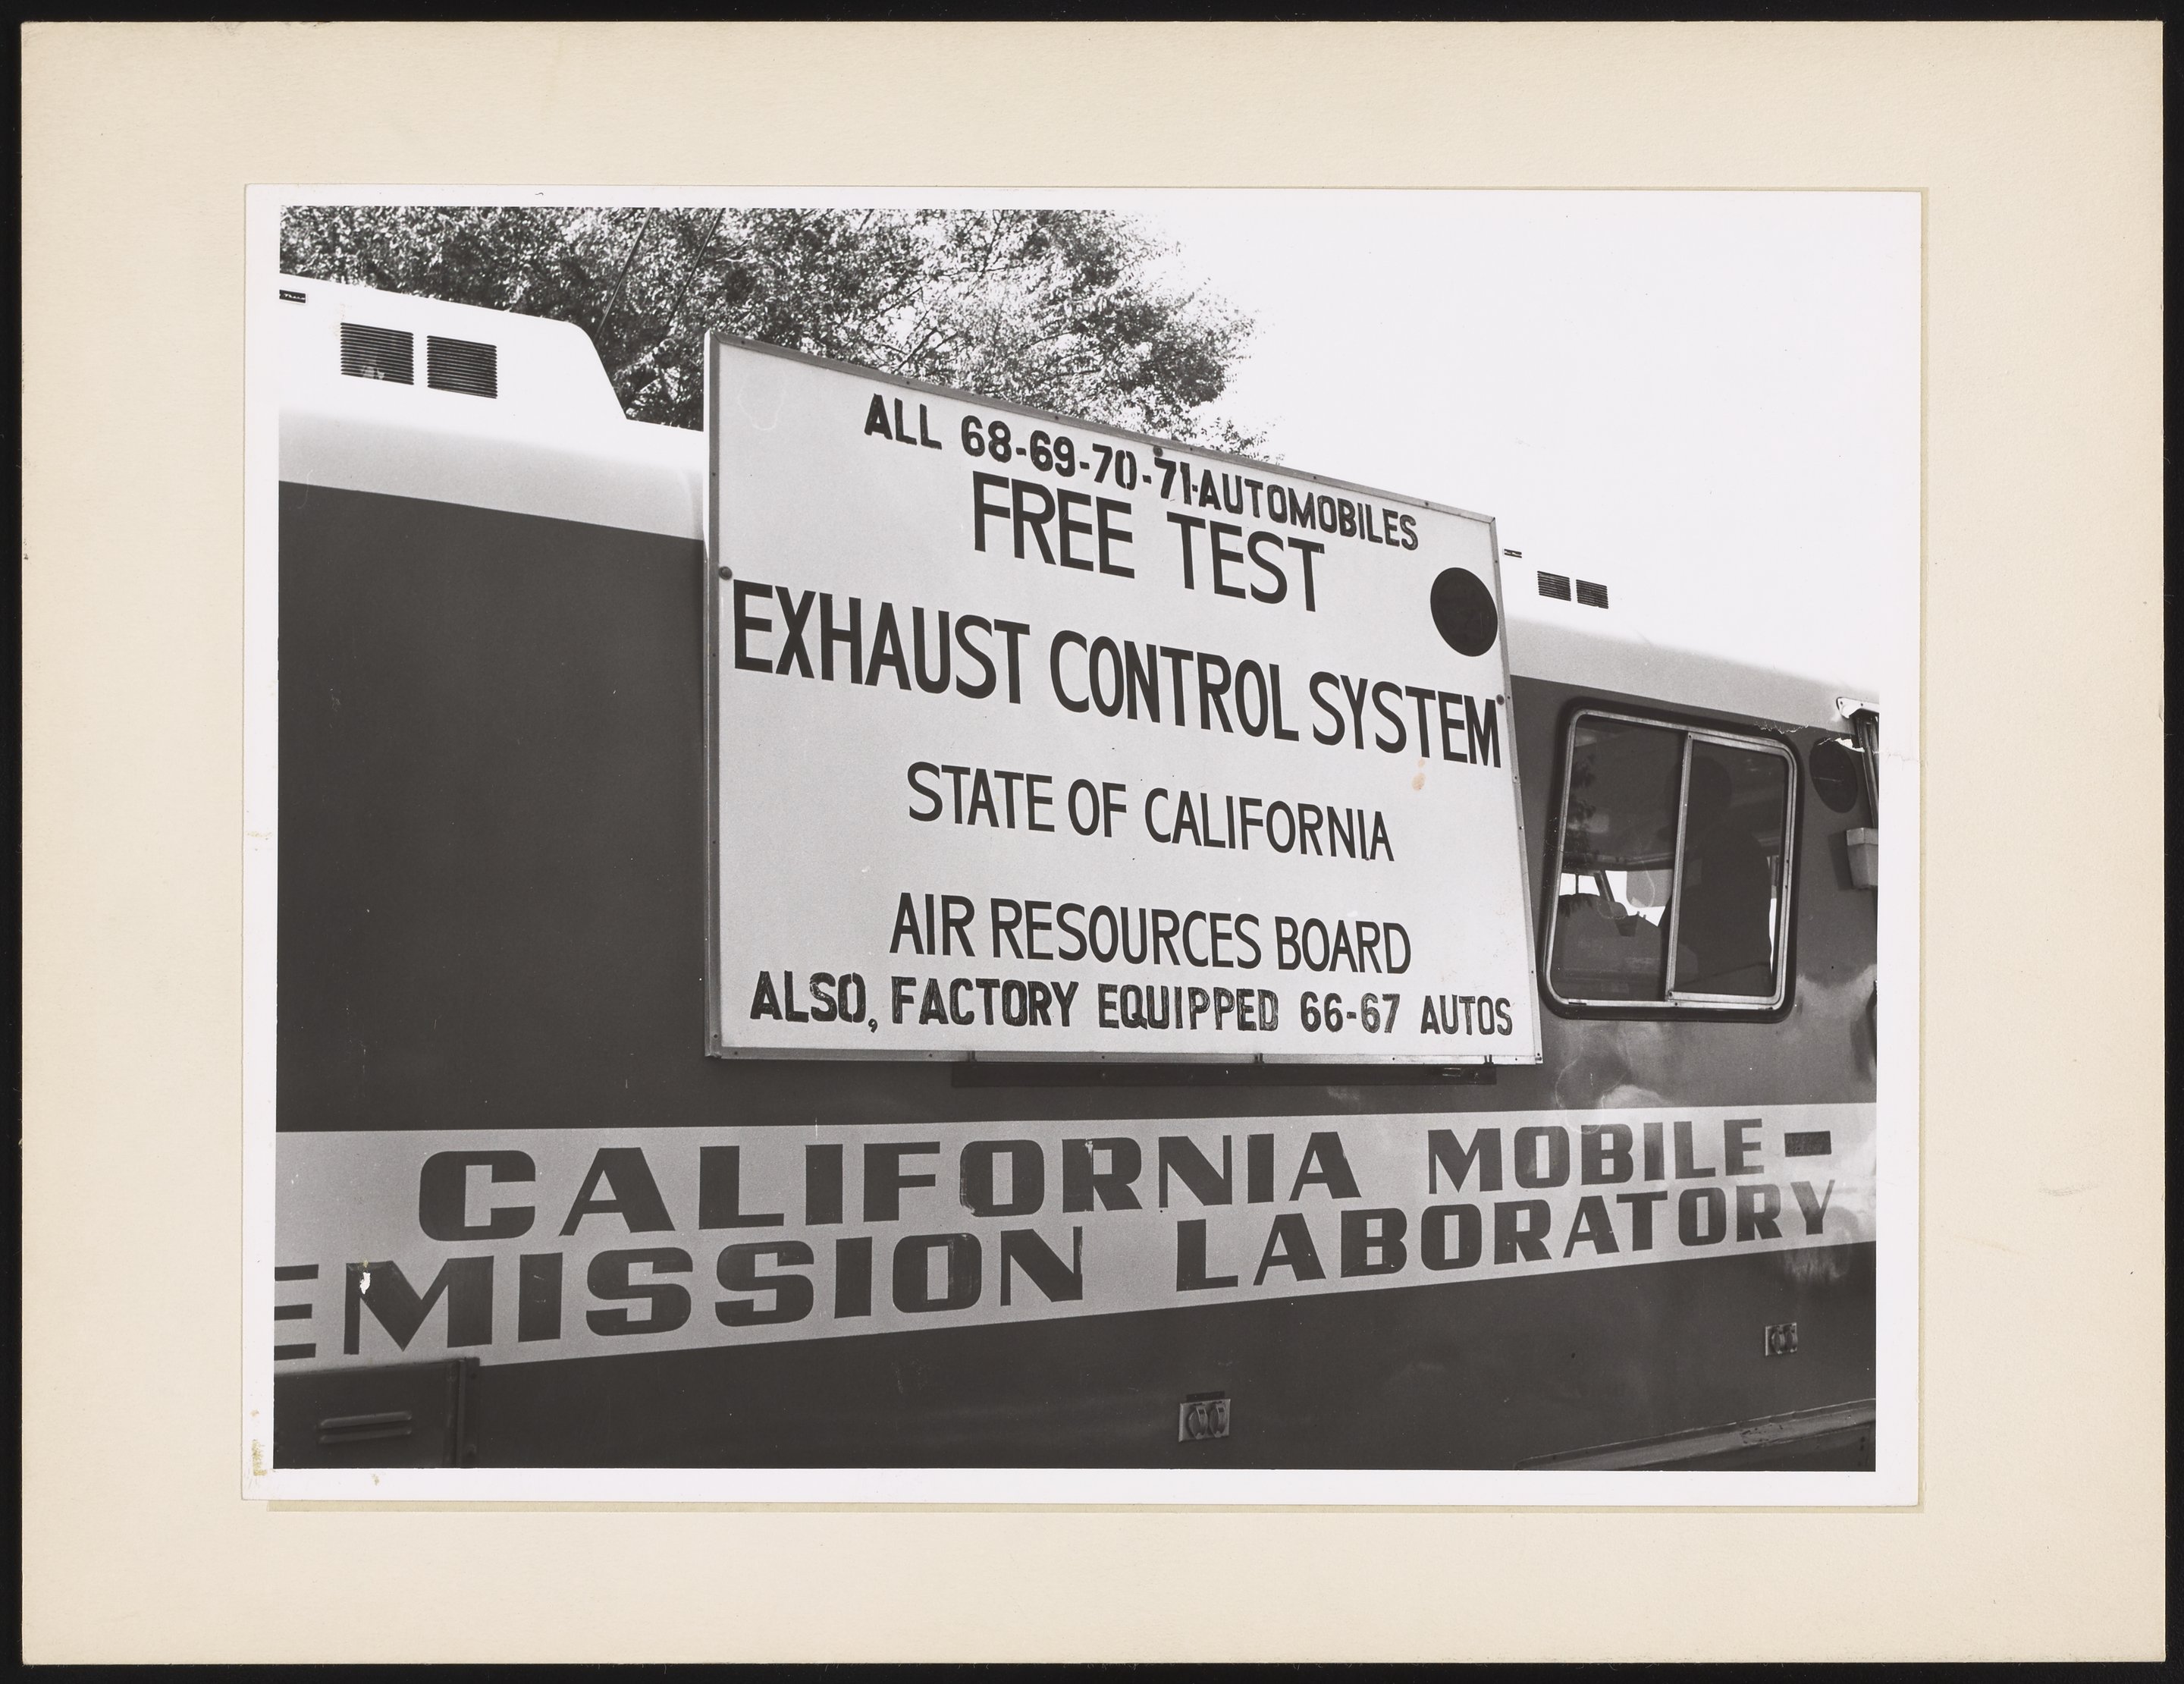 ALL 68-69-70-71-AUTOMOBILES
FREE TEST
EXHAUST CONTROL SYSTEM
STATE OF CALIFORNIA
AIR RESOURCES BOARD
ALSO, FACTORY EQUIPPED 66-67 AUTOS
CALIFORNIA MOBILE-
EMISSION LABORATORY